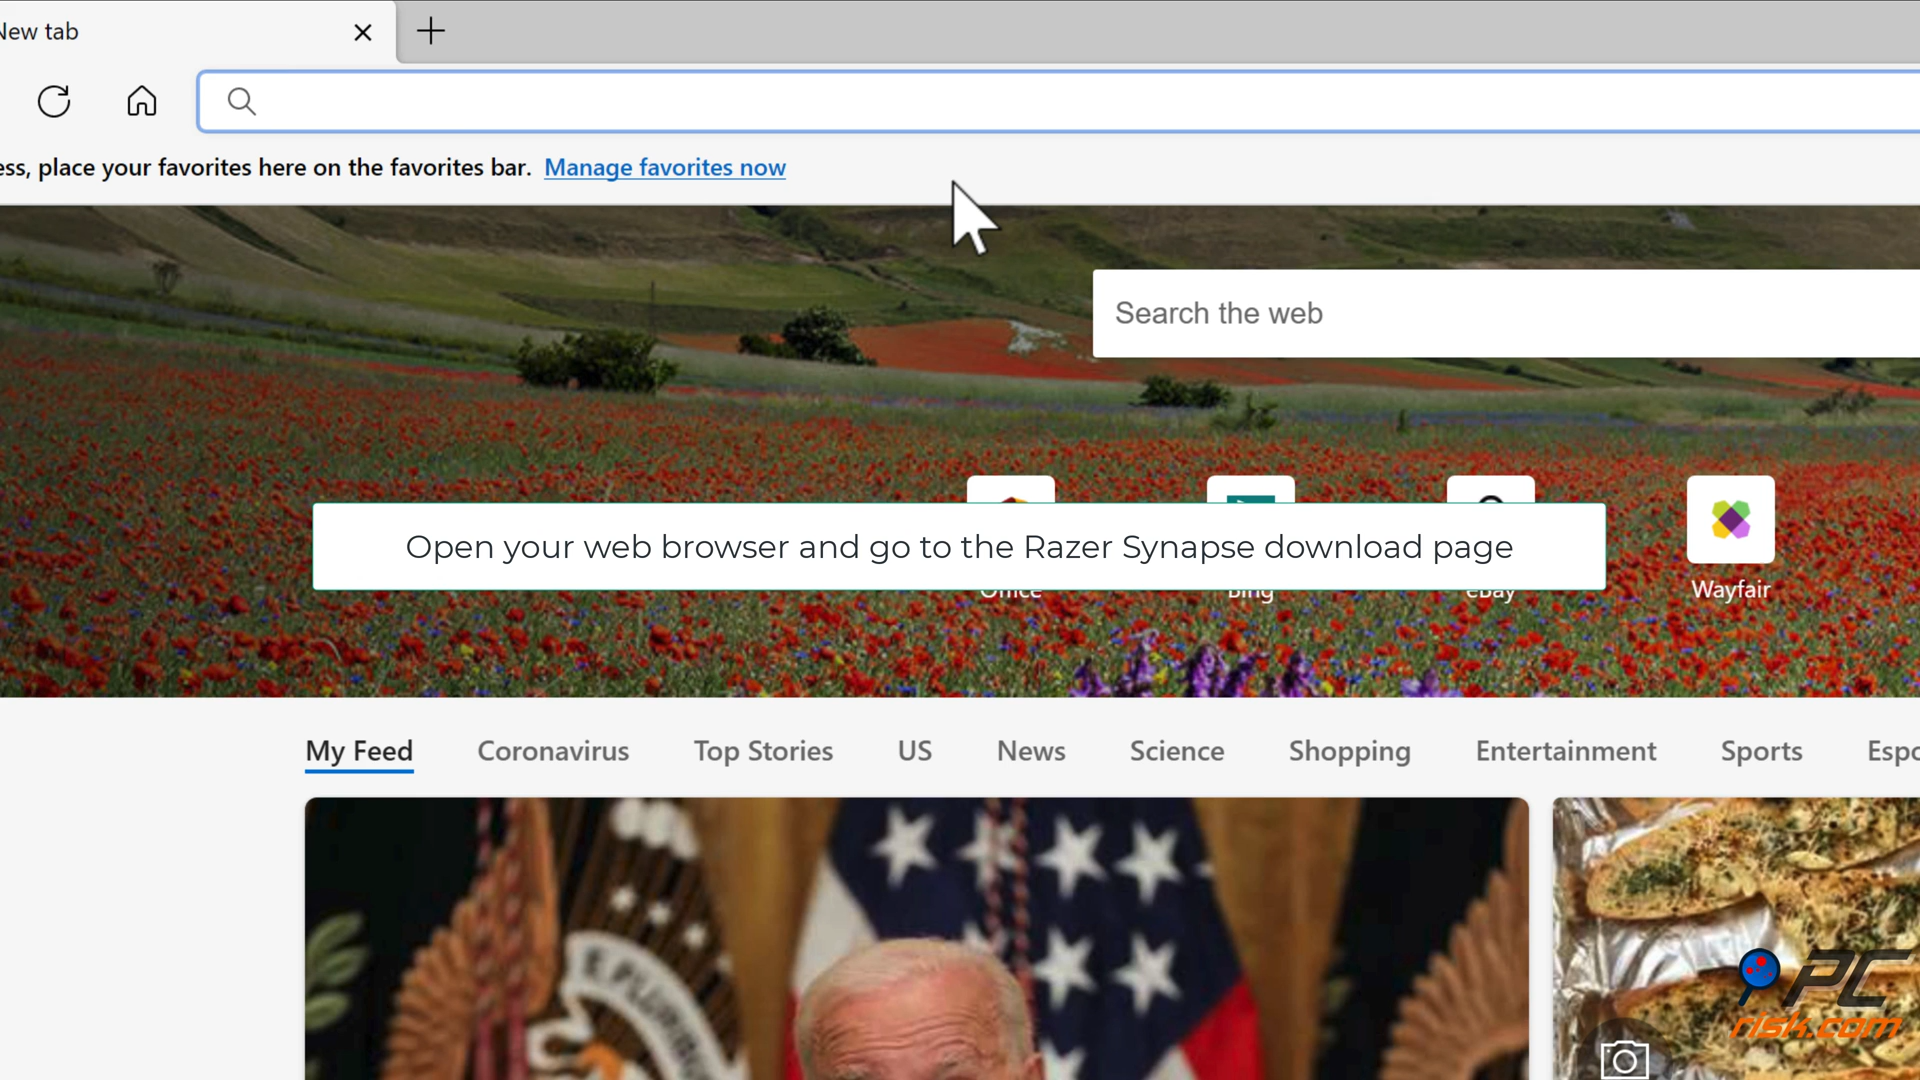 New tab
ess, place your favorites here on the favorites bar. Manage favorites now
Search the web
Open your web browser and go to the Razer Synapse download page
Office Bing eBay Wayfair
My Feed Coronavirus Top Stories US News Science Shopping Entertainment Sports Espo
E PLURIBU
PC
risk.com